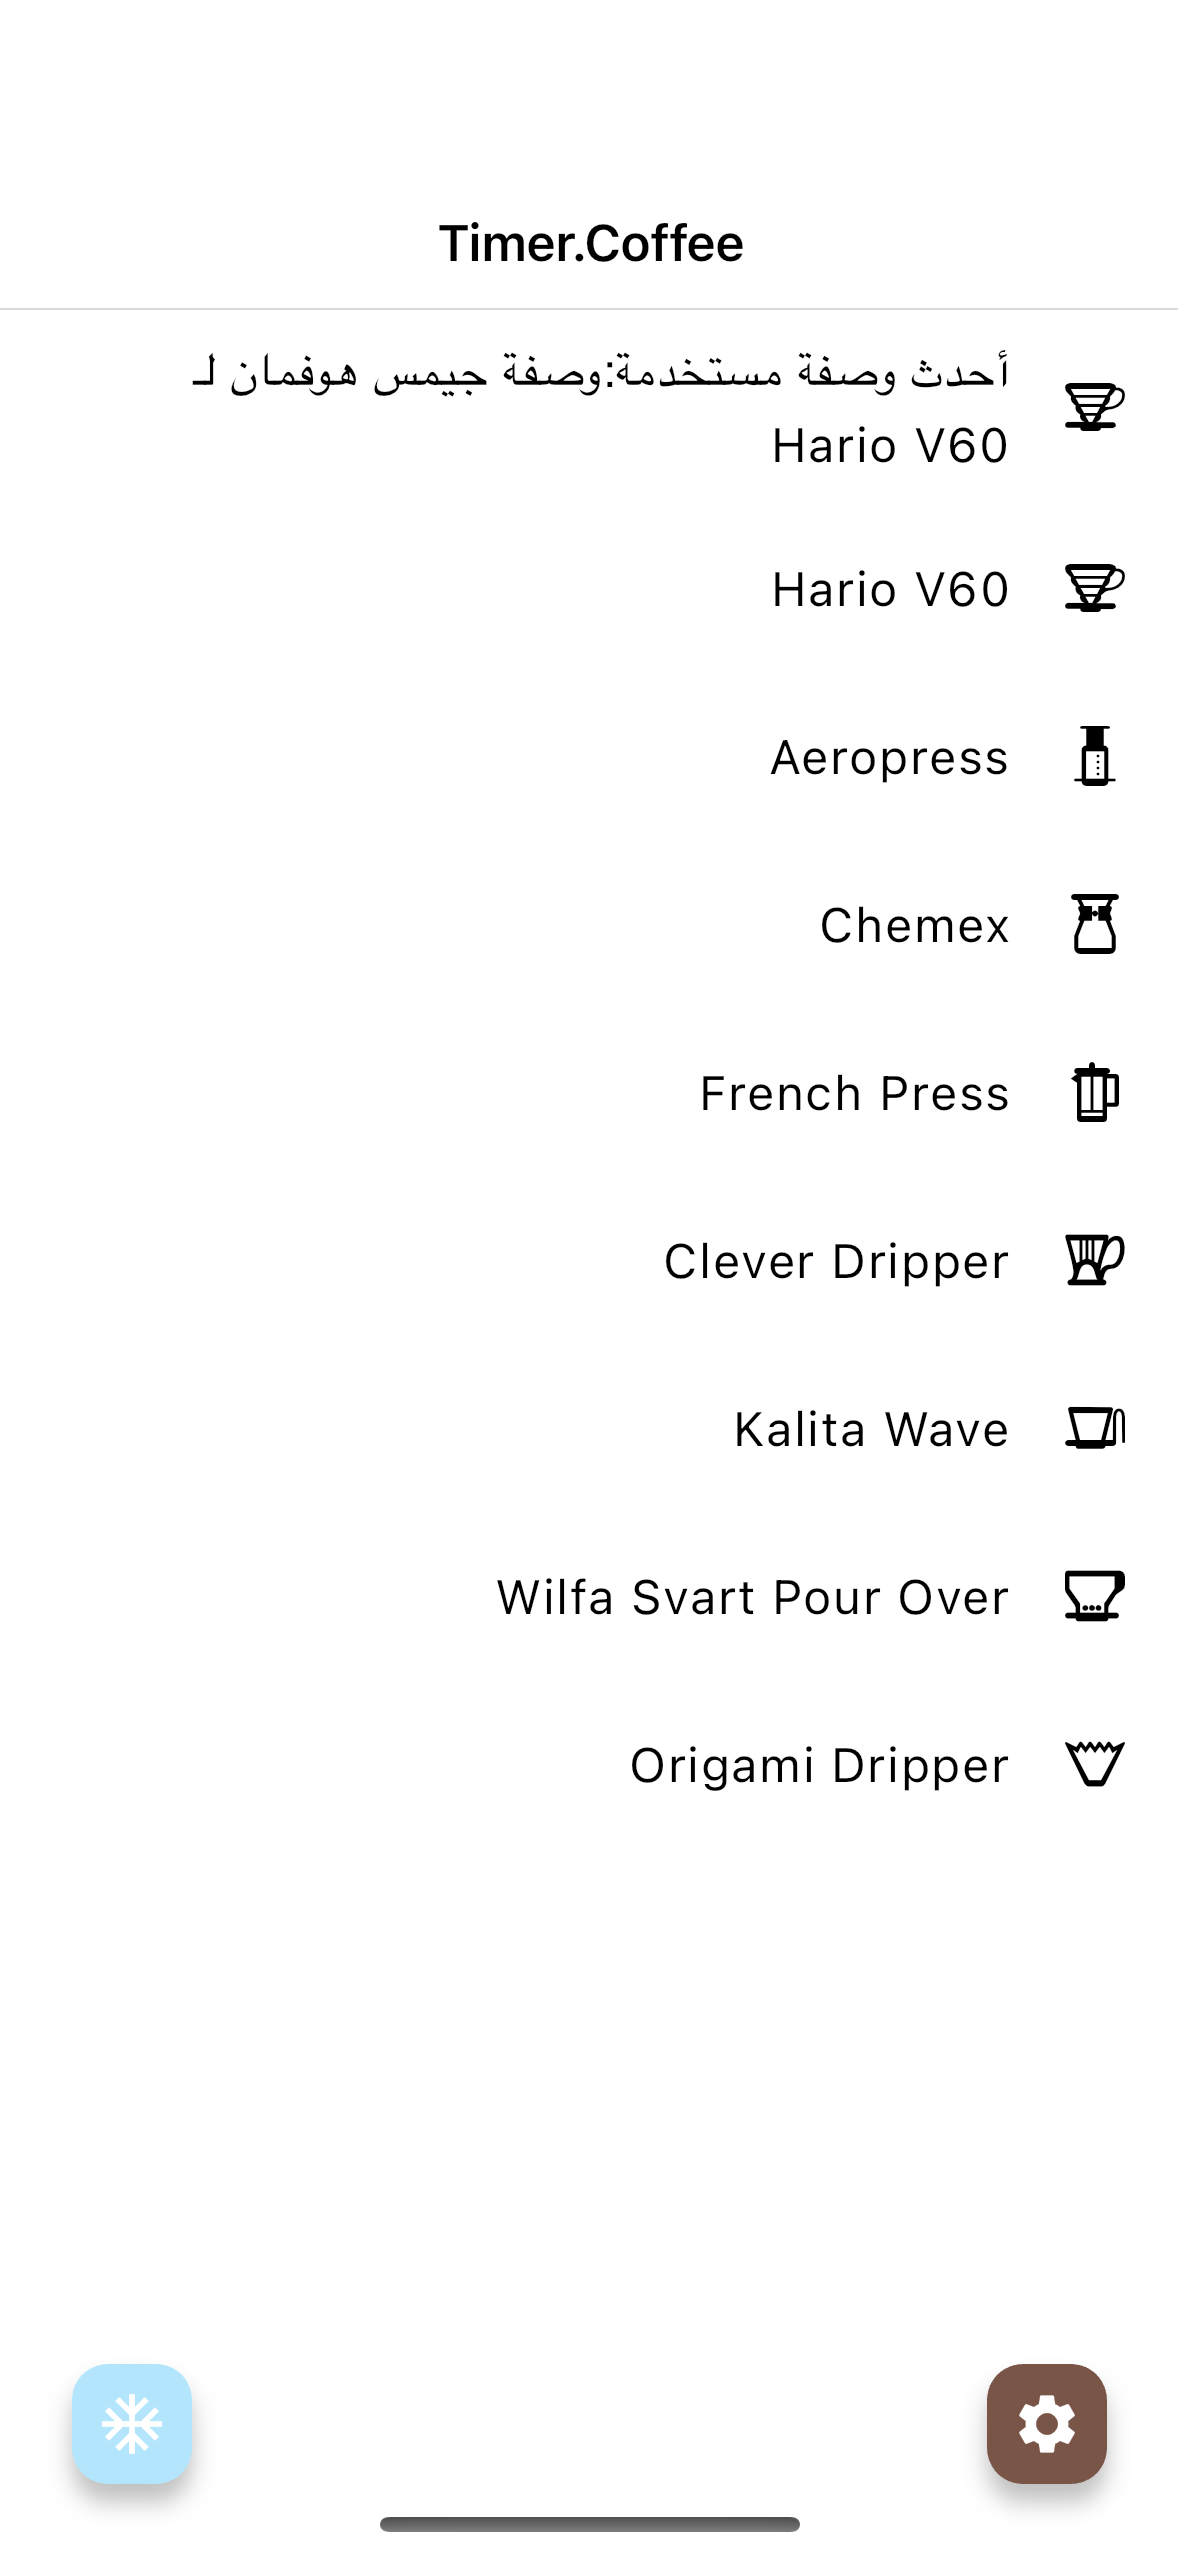 Timer.Coffee
أحدث وصفة مستخدمة:وصفة جيمس هوفمان لـ
Hario V60
Hario V60
Aeropress
Chemex
French Press
Clever Dripper
Kalita Wave
Wilfa Svart Pour Over
Origami Dripper